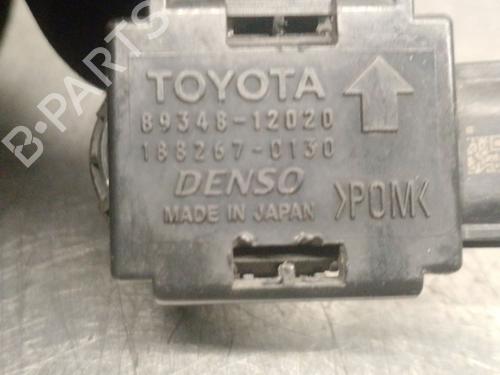 TOYOTA
89348-12020
188267-0130
DENSO
MADE IN JAPAN
>POM<
B-PARTS